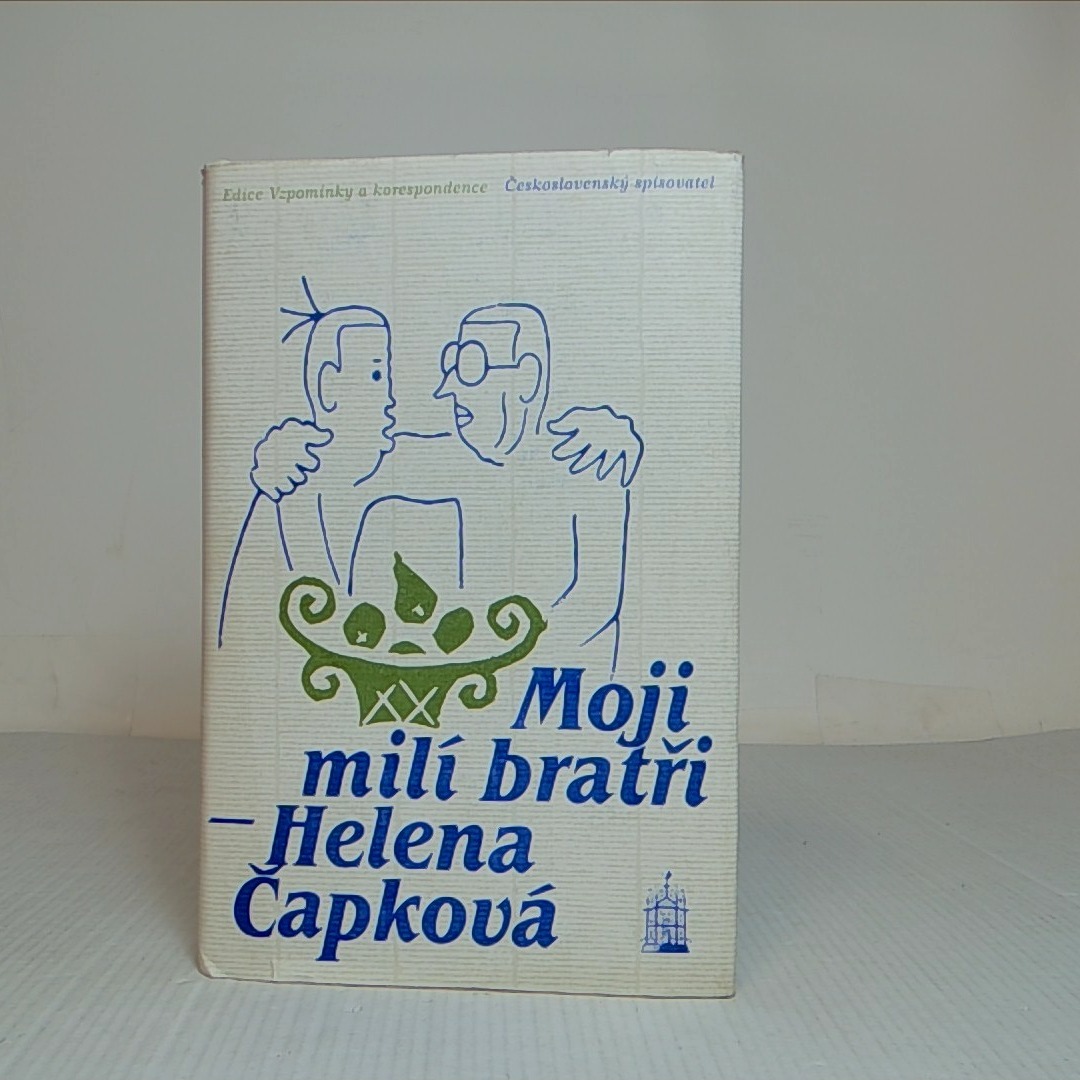 Edice Vzpomínky a korespondence Československý spisovatel
Moji
milí bratři
– Helena
Čapková